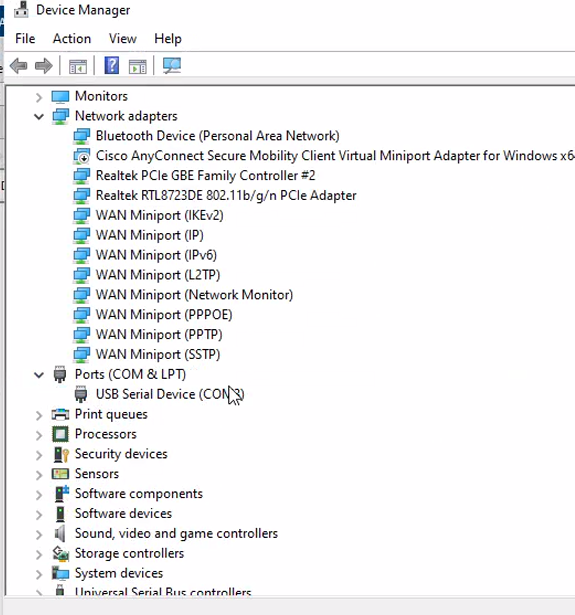 Device Manager
File Action View Help
Monitors
Network adapters
Bluetooth Device (Personal Area Network)
Cisco AnyConnect Secure Mobility Client Virtual Miniport Adapter for Windows x6
Realtek PCIe GBE Family Controller #2
Realtek RTL8723DE 802.11b/g/n PCIe Adapter
WAN Miniport (IKEv2)
WAN Miniport (IP)
WAN Miniport (IPv6)
WAN Miniport (L2TP)
WAN Miniport (Network Monitor)
WAN Miniport (PPPOE)
WAN Miniport (PPTP)
WAN Miniport (SSTP)
Ports (COM & LPT)
USB Serial Device
Print queues
Processors
Security devices
Sensors
Software components
Software devices
Sound, video and game controllers
Storage controllers
System devices
Universal Serial Bus controllers